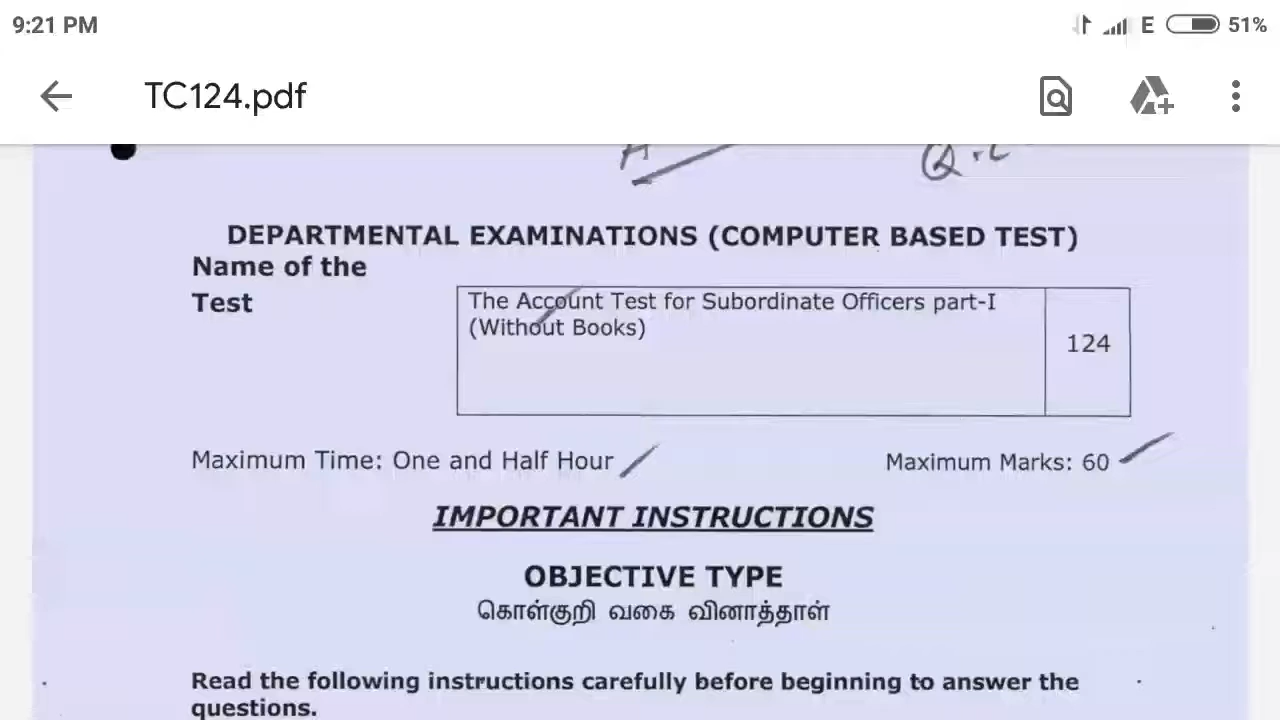 9:21 PM E 51%
TC124.pdf
DEPARTMENTAL EXAMINATIONS (COMPUTER BASED TEST)
Name of the
Test
The Account Test for Subordinate Officers part-I
(Without Books)
124
Maximum Time: One and Half Hour
Maximum Marks: 60
IMPORTANT INSTRUCTIONS
OBJECTIVE TYPE
கொள்குறி வகை வினாத்தாள்
Read the following instructions carefully before beginning to answer the
questions.